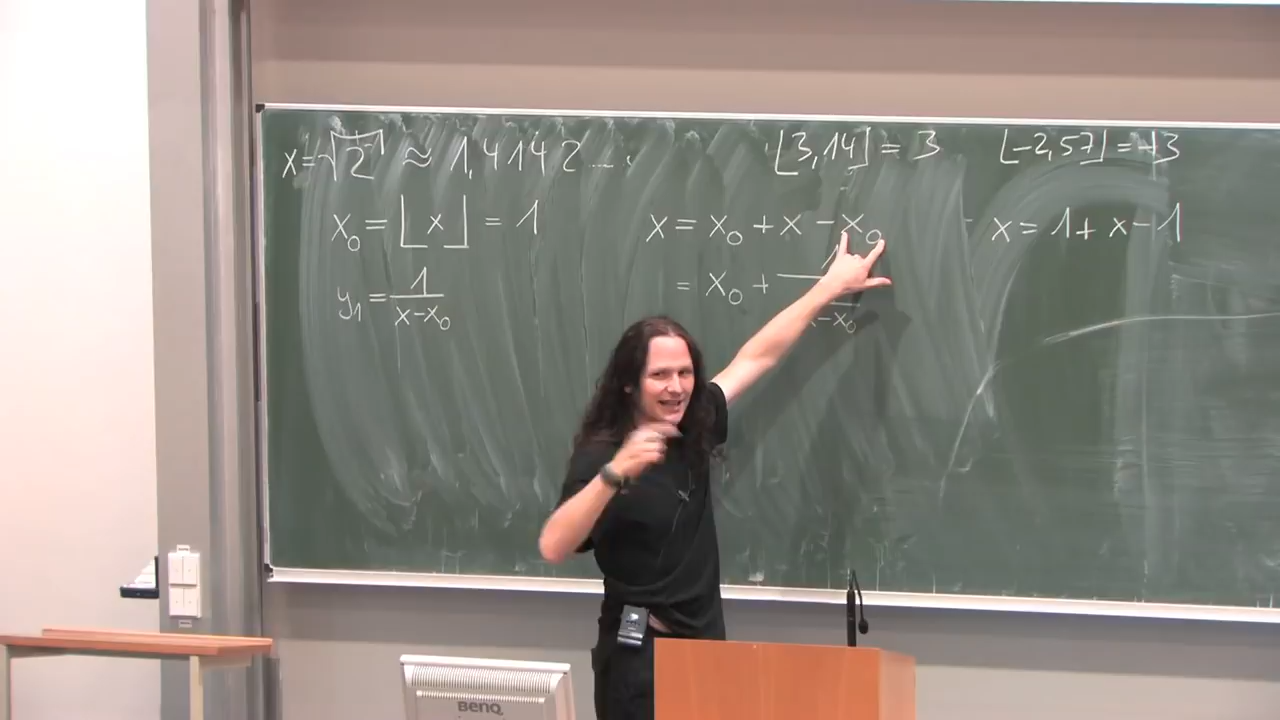 x=√2 ≈ 1,4142.... ⌊3,14⌋ = 3 ⌊-2,57⌋ = -3
x₀ = ⌊x⌋ = 1 x = x₀ + x - x₀ x = 1 + x - 1
y₁ = 1/(x-x₀) = x₀ + 1/ -x₀
BENQ